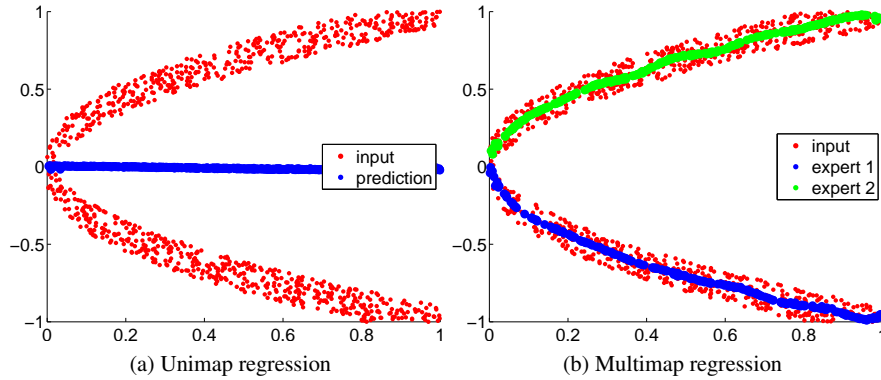 1
0.5
0
−0.5
−1
0 0.2 0.4 0.6 0.8 1
input
prediction
(a) Unimap regression
1
0.5
0
−0.5
−1
0 0.2 0.4 0.6 0.8 1
input
expert 1
expert 2
(b) Multimap regression